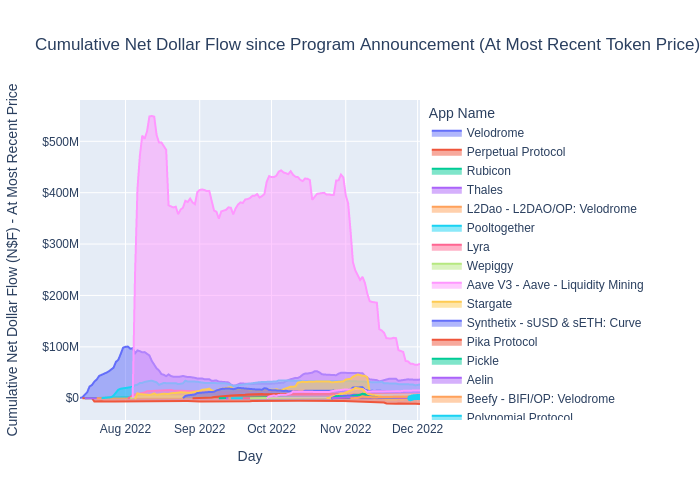 Cumulative Net Dollar Flow since Program Announcement (At Most Recent Token Price)
Cumulative Net Dollar Flow (N$F) - At Most Recent Price
$500M
$400M
$300M
$200M
$100M
$0
Aug 2022
Sep 2022
Oct 2022
Nov 2022
Dec 2022
Day
App Name
Velodrome
Perpetual Protocol
Rubicon
Thales
L2Dao - L2DAO/OP: Velodrome
Pooltogether
Lyra
Wepiggy
Aave V3 - Aave - Liquidity Mining
Stargate
Synthetix - sUSD & sETH: Curve
Pika Protocol
Pickle
Aelin
Beefy - BIFI/OP: Velodrome
Polynomial Protocol